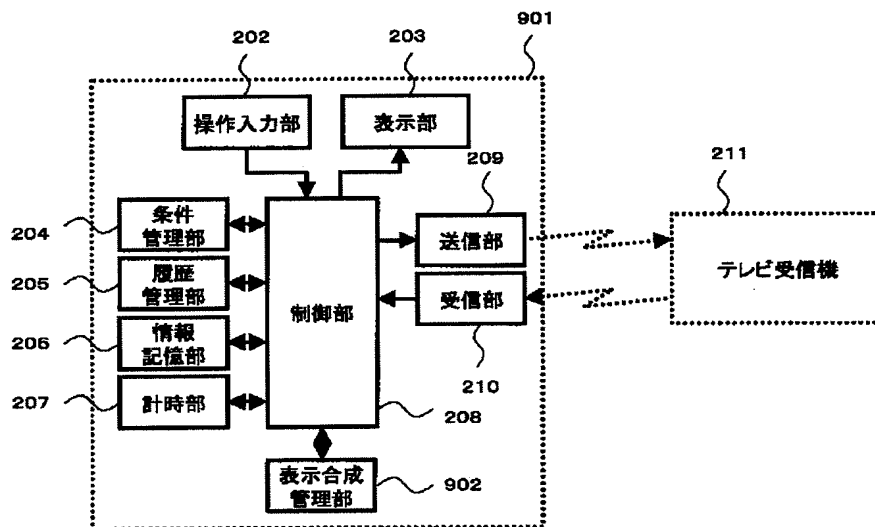 202
203
901
操作入力部
表示部
209
211
204
条件
管理部
送信部
205
履歴
管理部
制御部
受信部
テレビ受信機
206
情報
記憶部
210
207
計時部
208
表示合成
管理部
902